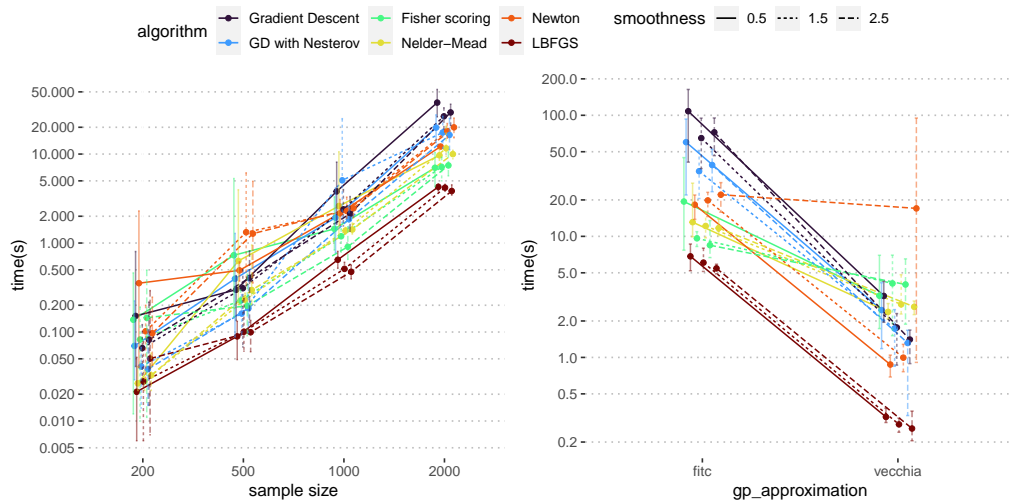 algorithm
Gradient Descent
Fisher scoring
Newton
GD with Nesterov
Nelder−Mead
LBFGS
smoothness
0.5
1.5
2.5
time(s)
50.000
20.000
10.000
5.000
2.000
1.000
0.500
0.200
0.100
0.050
0.020
0.010
0.005
200
500
1000
2000
sample size
time(s)
200.0
100.0
50.0
20.0
10.0
5.0
2.0
1.0
0.5
0.2
fitc
vecchia
gp_approximation